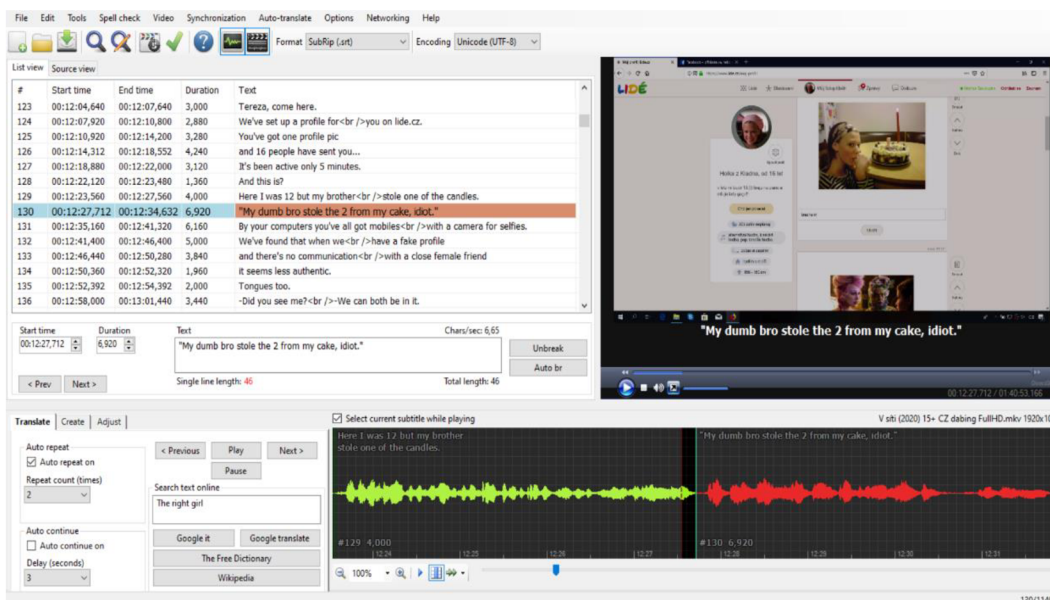 File Edit Tools Spell check Video Synchronization Auto-translate Options Networking Help
Format SubRip (.srt) Encoding Unicode (UTF-8)
List view Source view
# Start time End time Duration Text
123 00:12:04,640 00:12:07,640 3,000 Tereza, come here.
124 00:12:07,920 00:12:10,800 2,880 We've set up a profile for<br />you on lide.cz.
125 00:12:10,920 00:12:14,200 3,280 You've got one profile pic
126 00:12:14,312 00:12:18,552 4,240 and 16 people have sent you...
127 00:12:18,880 00:12:22,000 3,120 It's been active only 5 minutes.
128 00:12:22,120 00:12:23,480 1,360 And this is?
129 00:12:23,560 00:12:27,560 4,000 Here I was 12 but my brother<br />stole one of the candles.
130 00:12:27,712 00:12:34,632 6,920 "My dumb bro stole the 2 from my cake, idiot."
131 00:12:35,160 00:12:41,320 6,160 By your computers you've all got mobiles<br />with a camera for selfies.
132 00:12:41,400 00:12:46,400 5,000 We've found that when we<br />have a fake profile
133 00:12:46,440 00:12:50,280 3,840 and there's no communication<br />with a close female friend
134 00:12:50,360 00:12:52,320 1,960 it seems less authentic.
135 00:12:52,392 00:12:54,392 2,000 Tongues too.
136 00:12:58,000 00:13:01,440 3,440 -Did you see me?<br />-We can both be in it.
LIDÉ
"My dumb bro stole the 2 from my cake, idiot."
00:12:27.712 / 01:40:53.166
Start time Duration Text Chars/sec: 6,65
00:12:27,712 6,920 "My dumb bro stole the 2 from my cake, idiot."
Unbreak
Auto br
< Prev Next > Single line length: 46 Total length: 46
Translate Create Adjust
Auto repeat
Auto repeat on
Repeat count (times)
2
Auto continue
Auto continue on
Delay (seconds)
3
< Previous Play Next >
Pause
Search text online
The right girl
Google it Google translate
The Free Dictionary
Wikipedia
Select current subtitle while playing V síti (2020) 15+ CZ dabing FullHD.mkv 1920x10
Here I was 12 but my brother
stole one of the candles.
"My dumb bro stole the 2 from my cake, idiot."
#129 4,000 #130 6,920
12:24 12:25 12:26 12:27 12:28 12:29 12:30 12:31
100%